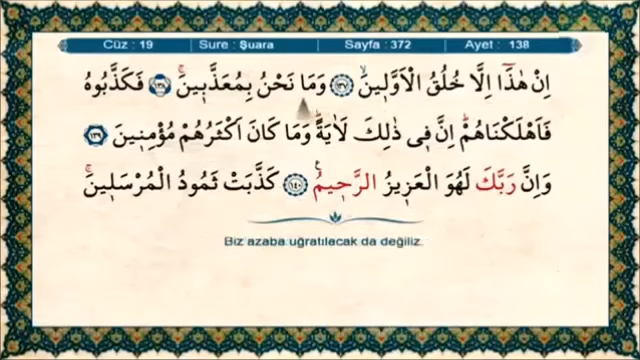 Cüz : 19 Sure : Şuara Sayfa : 372 Ayet : 138
اِنْ هٰذَٓا اِلَّا خُلُقُ الْاَوَّل۪ينَۙ ﴿١٣٧﴾ وَمَا نَحْنُ بِمُعَذَّب۪ينَۚ ﴿١٣٨﴾ فَكَذَّبُوهُ
فَاَهْلَكْنَاهُمْۜ اِنَّ ف۪ي ذٰلِكَ لَاٰيَةًۜ وَمَا كَانَ اَكْثَرُهُمْ مُؤْمِن۪ينَ ﴿١٣٩﴾
وَاِنَّ رَبَّكَ لَهُوَ الْعَز۪يزُ الرَّح۪يمُ۟ ﴿١٤٠﴾ كَذَّبَتْ ثَمُودُ الْمُرْسَل۪ينَۚ
Biz azaba uğratılacak da değiliz.